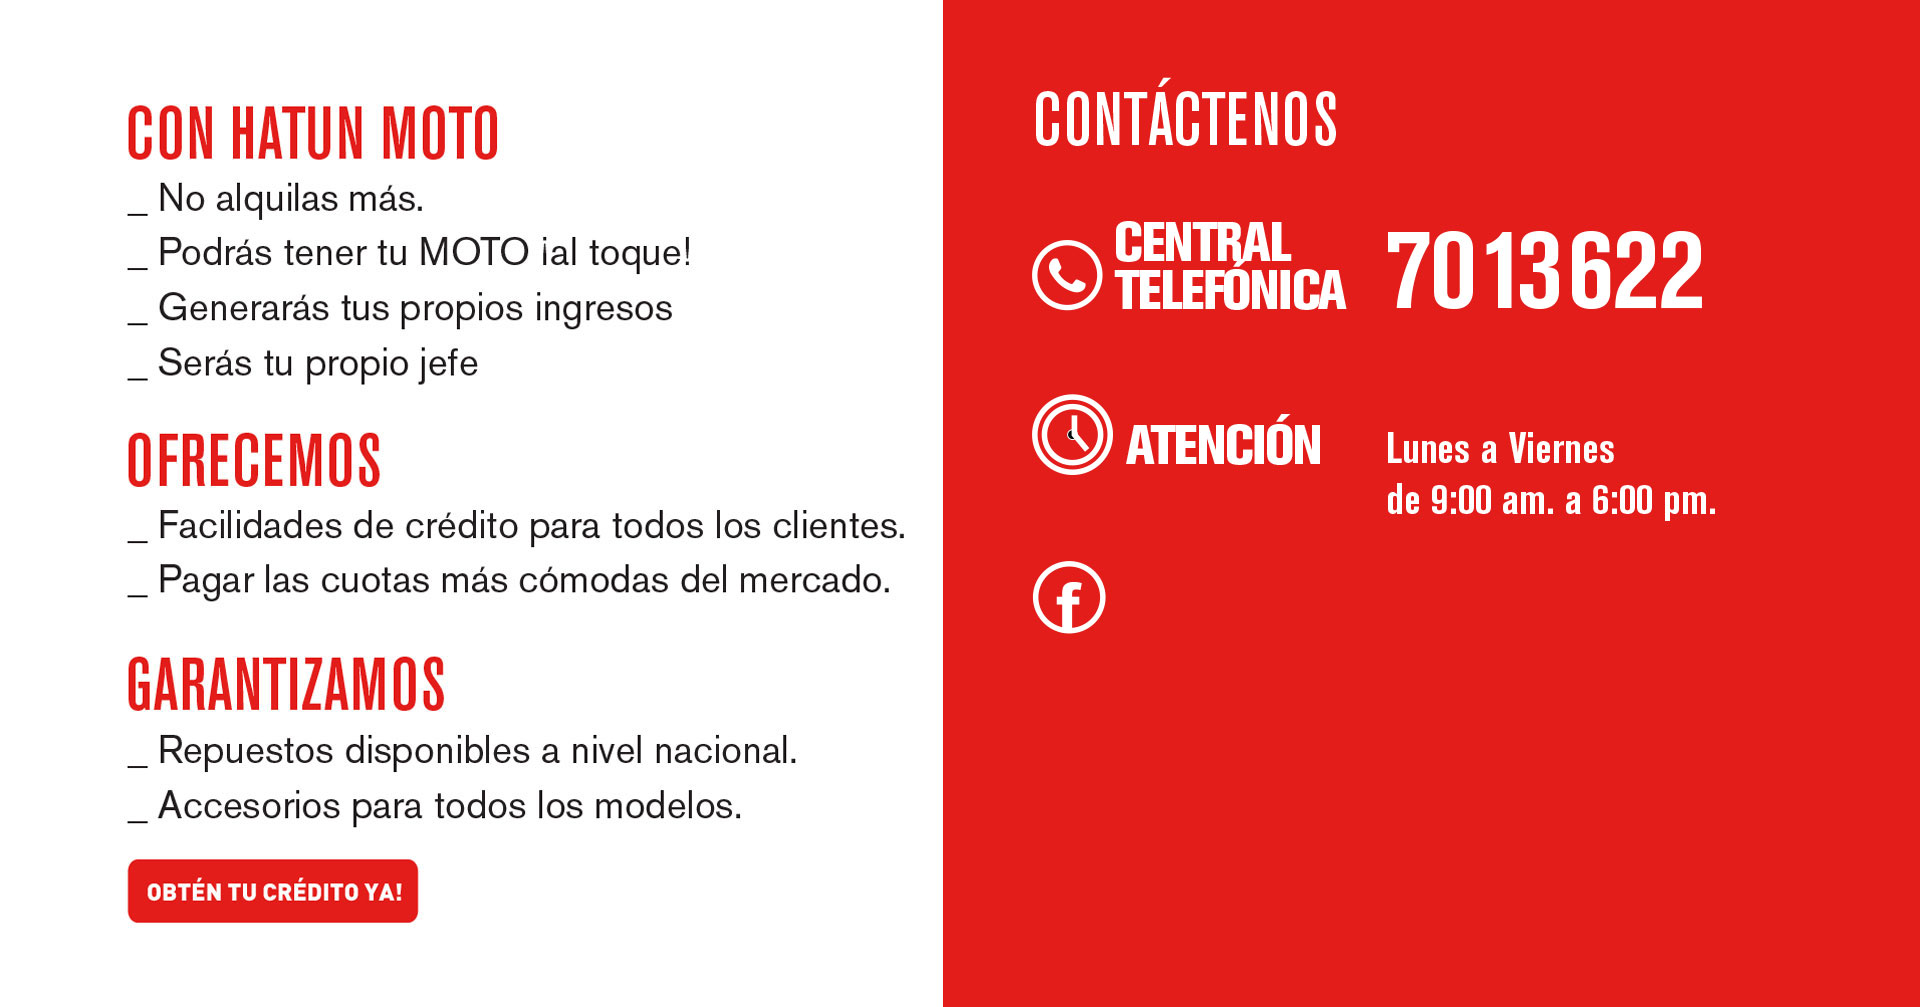 CON HATUN MOTO
_ No alquilas más.
_ Podrás tener tu MOTO ¡al toque!
_ Generarás tus propios ingresos
_ Serás tu propio jefe
OFRECEMOS
_ Facilidades de crédito para todos los clientes.
_ Pagar las cuotas más cómodas del mercado.
GARANTIZAMOS
_ Repuestos disponibles a nivel nacional.
_ Accesorios para todos los modelos.
OBTÉN TU CRÉDITO YA!
CONTÁCTENOS
CENTRAL
TELEFÓNICA
7013622
ATENCIÓN
Lunes a Viernes
de 9:00 am. a 6:00 pm.